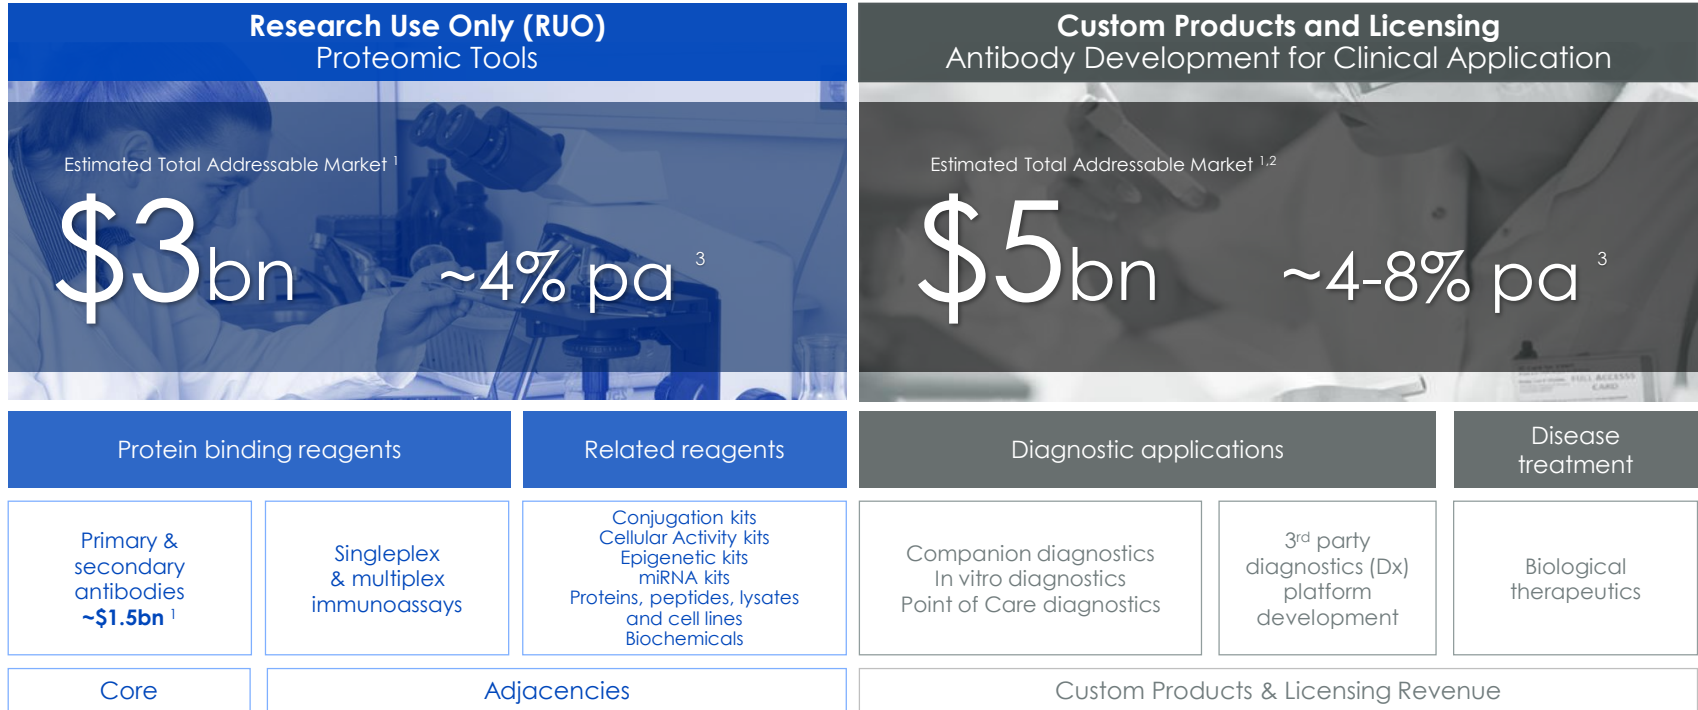 Research Use Only (RUO)
Proteomic Tools
Estimated Total Addressable Market 1
$3bn
~4% pa 3
Protein binding reagents
Related reagents
Primary &
secondary
antibodies
~$1.5bn 1
Singleplex
& multiplex
immunoassays
Conjugation kits
Cellular Activity kits
Epigenetic kits
miRNA kits
Proteins, peptides, lysates
and cell lines
Biochemicals
Core
Adjacencies
Custom Products and Licensing
Antibody Development for Clinical Application
Estimated Total Addressable Market 1,2
$5bn
~4-8% pa 3
FULL ACCESSS
CARD
Diagnostic applications
Disease
treatment
Companion diagnostics
In vitro diagnostics
Point of Care diagnostics
3rd party
diagnostics (Dx)
platform
development
Biological
therapeutics
Custom Products & Licensing Revenue